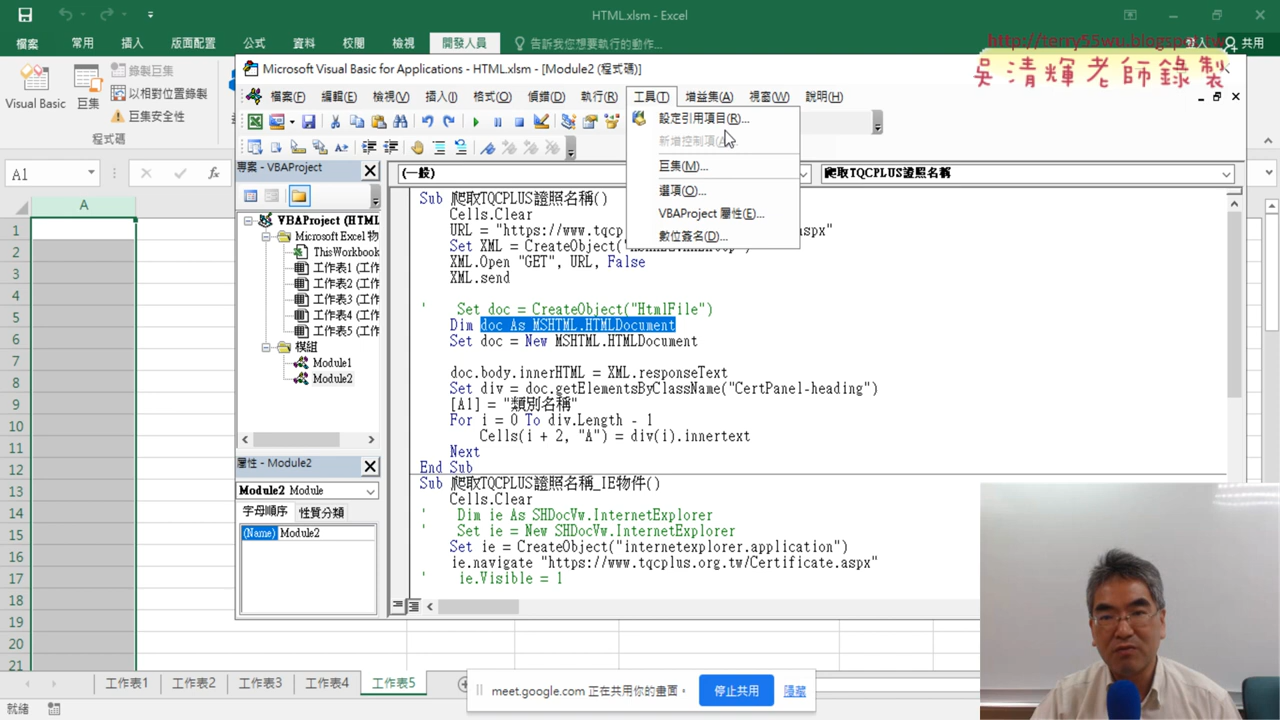 HTML.xlsm - Excel
檔案 常用 插入 版面配置 公式 資料 校閱 檢視 開發人員 告訴我您想要執行的動作... 登入 共用
http://terry55wu.blogspot.tw
吳清輝老師錄製
Visual Basic 巨集 錄製巨集 以相對位置錄製 巨集安全性
程式碼
A1
fx
A
1
2
3
4
5
6
7
8
9
10
11
12
13
14
15
16
17
18
19
20
21
Microsoft Visual Basic for Applications - HTML.xlsm - [Module2 (程式碼)]
檔案(F) 編輯(E) 檢視(V) 插入(I) 格式(O) 偵錯(D) 執行(R) 工具(T) 增益集(A) 視窗(W) 說明(H)
設定引用項目(R)...
新增控制項(A)...
巨集(M)...
選項(O)...
VBAProject 屬性(E)...
數位簽名(D)...
專案 - VBAProject
VBAProject (HTML
Microsoft Excel 物
ThisWorkbook
工作表1 (工作
工作表2 (工作
工作表3 (工作
工作表4 (工作
工作表5 (工作
模組
Module1
Module2
屬性 - Module2
Module2 Module
字母順序 性質分類
(Name) Module2
(一般) 爬取TQCPLUS證照名稱
Sub 爬取TQCPLUS證照名稱()
Cells.Clear
URL = "https://www.tqcp aspx"
Set XML = CreateObject(
XML.Open "GET", URL, False
XML.send
' Set doc = CreateObject("HtmlFile")
Dim doc As MSHTML.HTMLDocument
Set doc = New MSHTML.HTMLDocument
doc.body.innerHTML = XML.responseText
Set div = doc.getElementsByClassName("CertPanel-heading")
[A1] = "類別名稱"
For i = 0 To div.Length - 1
Cells(i + 2, "A") = div(i).innertext
Next
End Sub
Sub 爬取TQCPLUS證照名稱_IE物件()
Cells.Clear
' Dim ie As SHDocVw.InternetExplorer
' Set ie = New SHDocVw.InternetExplorer
Set ie = CreateObject("internetexplorer.application")
ie.navigate "https://www.tqcplus.org.tw/Certificate.aspx"
' ie.Visible = 1
工作表1 工作表2 工作表3 工作表4 工作表5
meet.google.com 正在共用你的畫面。 停止共用 隱藏
就緒